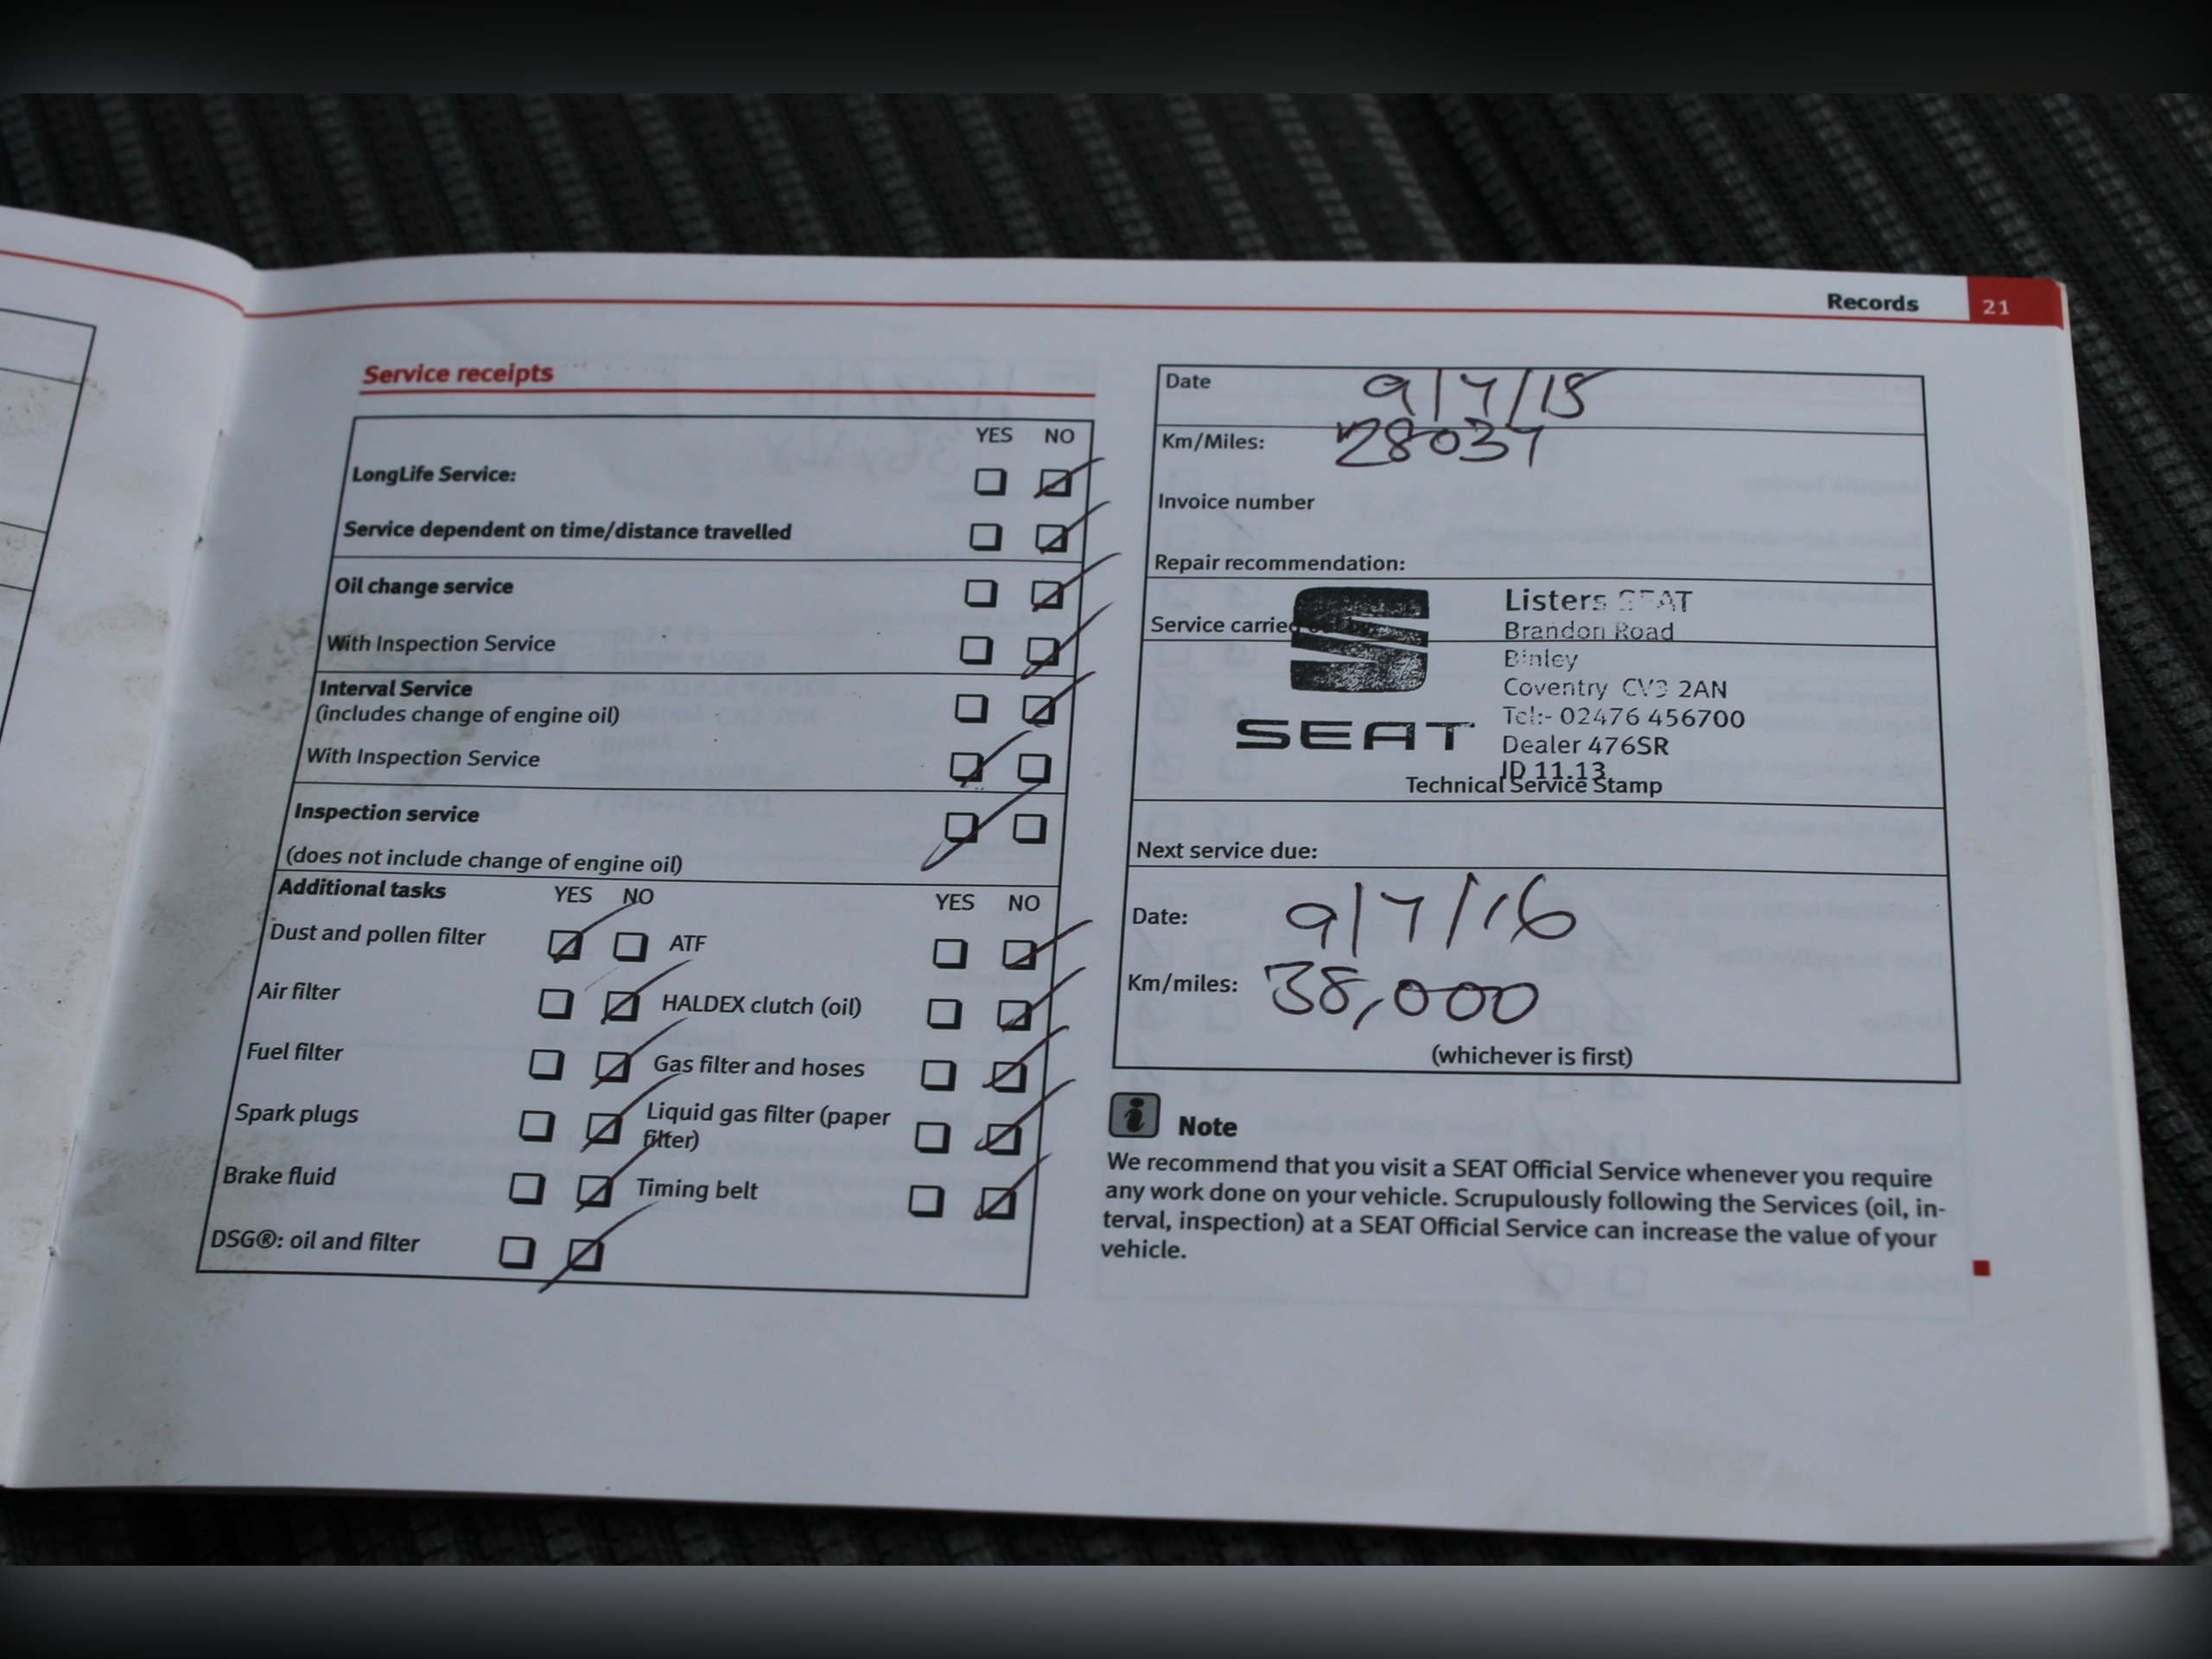 Records 21
Service receipts
YES NO
LongLife Service:
Service dependent on time/distance travelled
Oil change service
With Inspection Service
Interval Service
(includes change of engine oil)
With Inspection Service
Inspection service
(does not include change of engine oil)
Additional tasks YES NO YES NO
Dust and pollen filter ATF
Air filter HALDEX clutch (oil)
Fuel filter Gas filter and hoses
Spark plugs Liquid gas filter (paper
filter)
Brake fluid Timing belt
DSG®: oil and filter
Date 9/7/15
Km/Miles: 28037
Invoice number
Repair recommendation:
Service carried
Listers SEAT
Brandon Road
Binley
Coventry CV3 2AN
Tel:- 02476 456700
SEAT
Dealer 476SR
ID 11.13
Technical Service Stamp
Next service due:
Date: 9/7/16
Km/miles: 38,000
(whichever is first)
i Note
We recommend that you visit a SEAT Official Service whenever you require
any work done on your vehicle. Scrupulously following the Services (oil, in-
terval, inspection) at a SEAT Official Service can increase the value of your
vehicle.